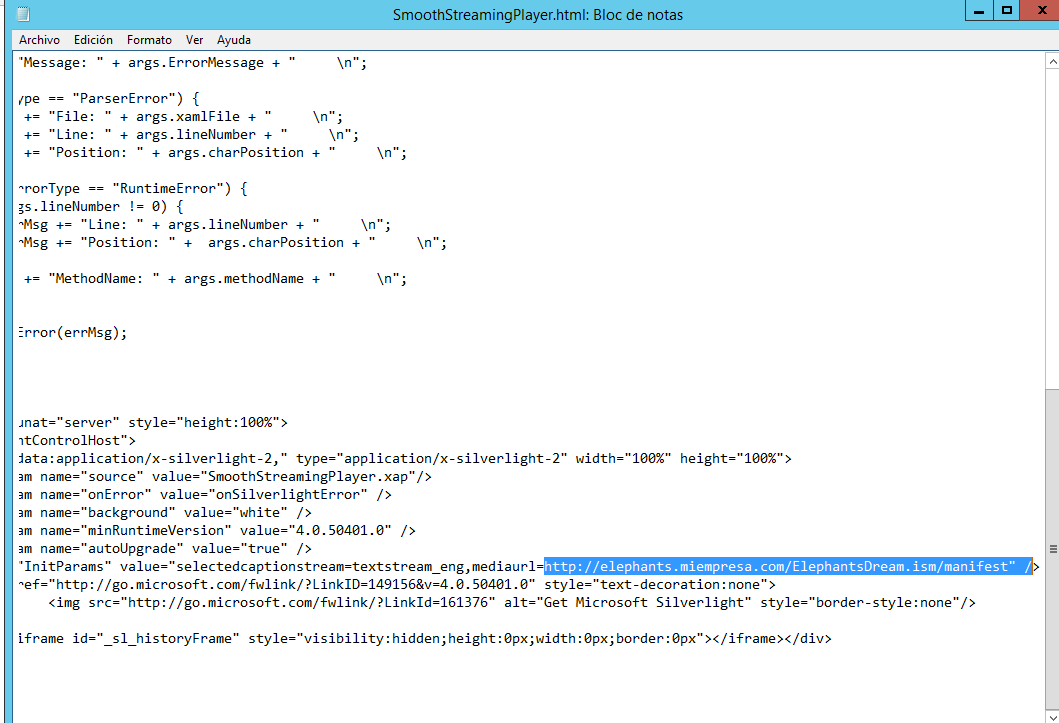 SmoothStreamingPlayer.html: Bloc de notas
Archivo Edición Formato Ver Ayuda
"Message: " + args.ErrorMessage + "     \n";
ype == "ParserError") {
+= "File: " + args.xamlFile + "     \n";
+= "Line: " + args.lineNumber + "     \n";
+= "Position: " + args.charPosition + "     \n";
rorType == "RuntimeError") {
gs.lineNumber != 0) {
rMsg += "Line: " + args.lineNumber + "     \n";
rMsg += "Position: " +  args.charPosition + "     \n";
+= "MethodName: " + args.methodName + "     \n";
Error(errMsg);
unat="server" style="height:100%">
ntControlHost">
data:application/x-silverlight-2," type="application/x-silverlight-2" width="100%" height="100%">
am name="source" value="SmoothStreamingPlayer.xap"/>
am name="onError" value="onSilverlightError" />
am name="background" value="white" />
am name="minRuntimeVersion" value="4.0.50401.0" />
am name="autoUpgrade" value="true" />
"InitParams" value="selectedcaptionstream=textstream_eng,mediaurl=http://elephants.miempresa.com/ElephantsDream.ism/manifest" />
ref="http://go.microsoft.com/fwlink/?LinkID=149156&v=4.0.50401.0" style="text-decoration:none">
<img src="http://go.microsoft.com/fwlink/?LinkId=161376" alt="Get Microsoft Silverlight" style="border-style:none"/>
iframe id="_sl_historyFrame" style="visibility:hidden;height:0px;width:0px;border:0px"></iframe></div>